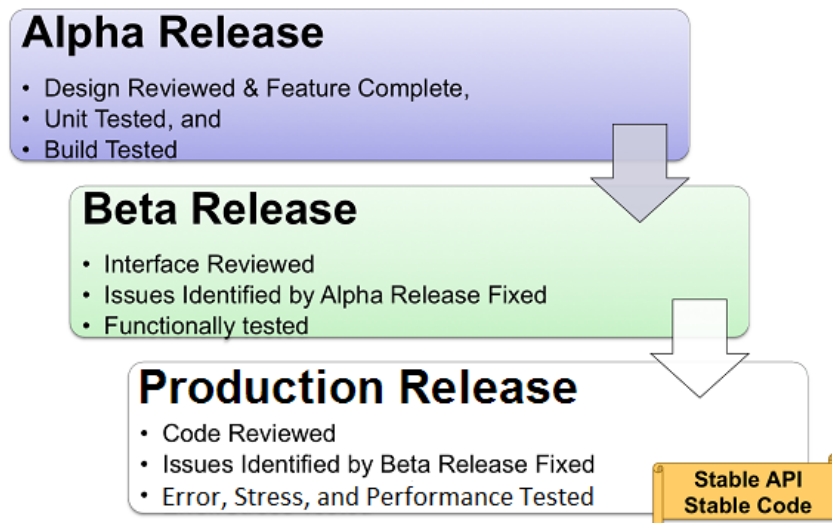 Alpha Release
• Design Reviewed & Feature Complete,
• Unit Tested, and
• Build Tested
Beta Release
• Interface Reviewed
• Issues Identified by Alpha Release Fixed
• Functionally tested
Production Release
• Code Reviewed
• Issues Identified by Beta Release Fixed
• Error, Stress, and Performance Tested
Stable API
Stable Code